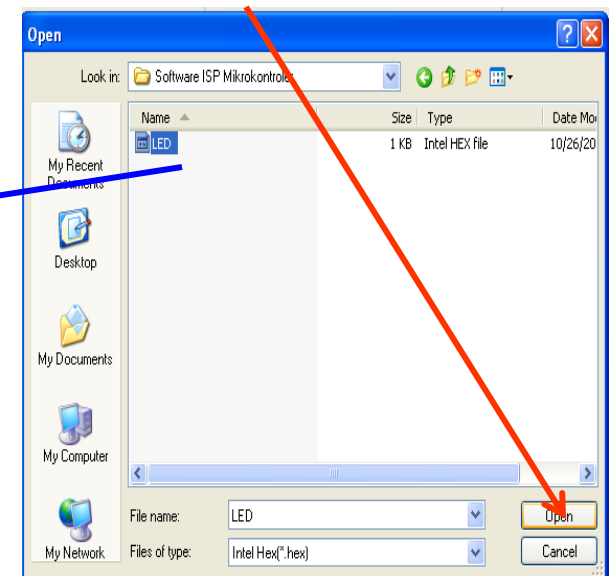 Open
Look in: Software ISP Mikrokontroler
Name Size Type Date Mo
LED 1 KB Intel HEX file 10/26/20
My Recent
Documents
Desktop
My Documents
My Computer
My Network
File name: LED Open
Files of type: Intel Hex(*.hex) Cancel